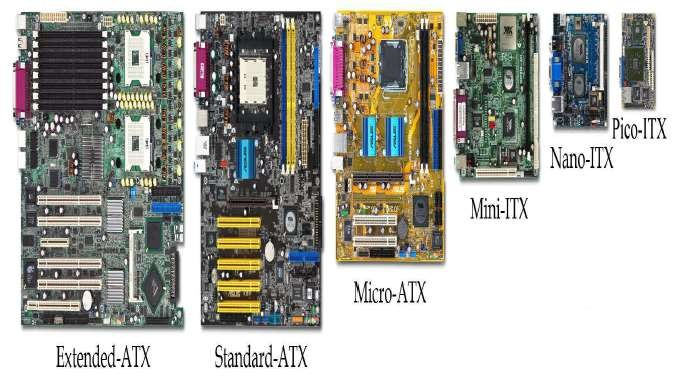 Extended-ATX
Standard-ATX
Micro-ATX
Mini-ITX
Nano-ITX
Pico-ITX